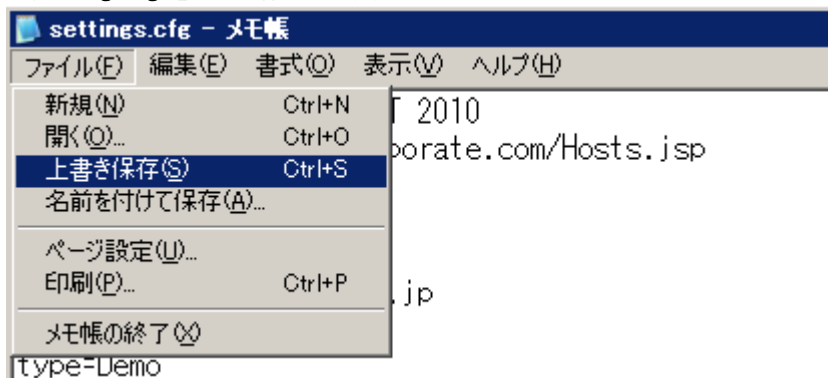 settings.cfg - メモ帳
ファイル(F) 編集(E) 書式(O) 表示(V) ヘルプ(H)
新規(N) Ctrl+N
開く(O)... Ctrl+O
上書き保存(S) Ctrl+S
名前を付けて保存(A)...
ページ設定(U)...
印刷(P)... Ctrl+P
メモ帳の終了(X)
2010
.com/Hosts.jsp
.jp
type=Demo